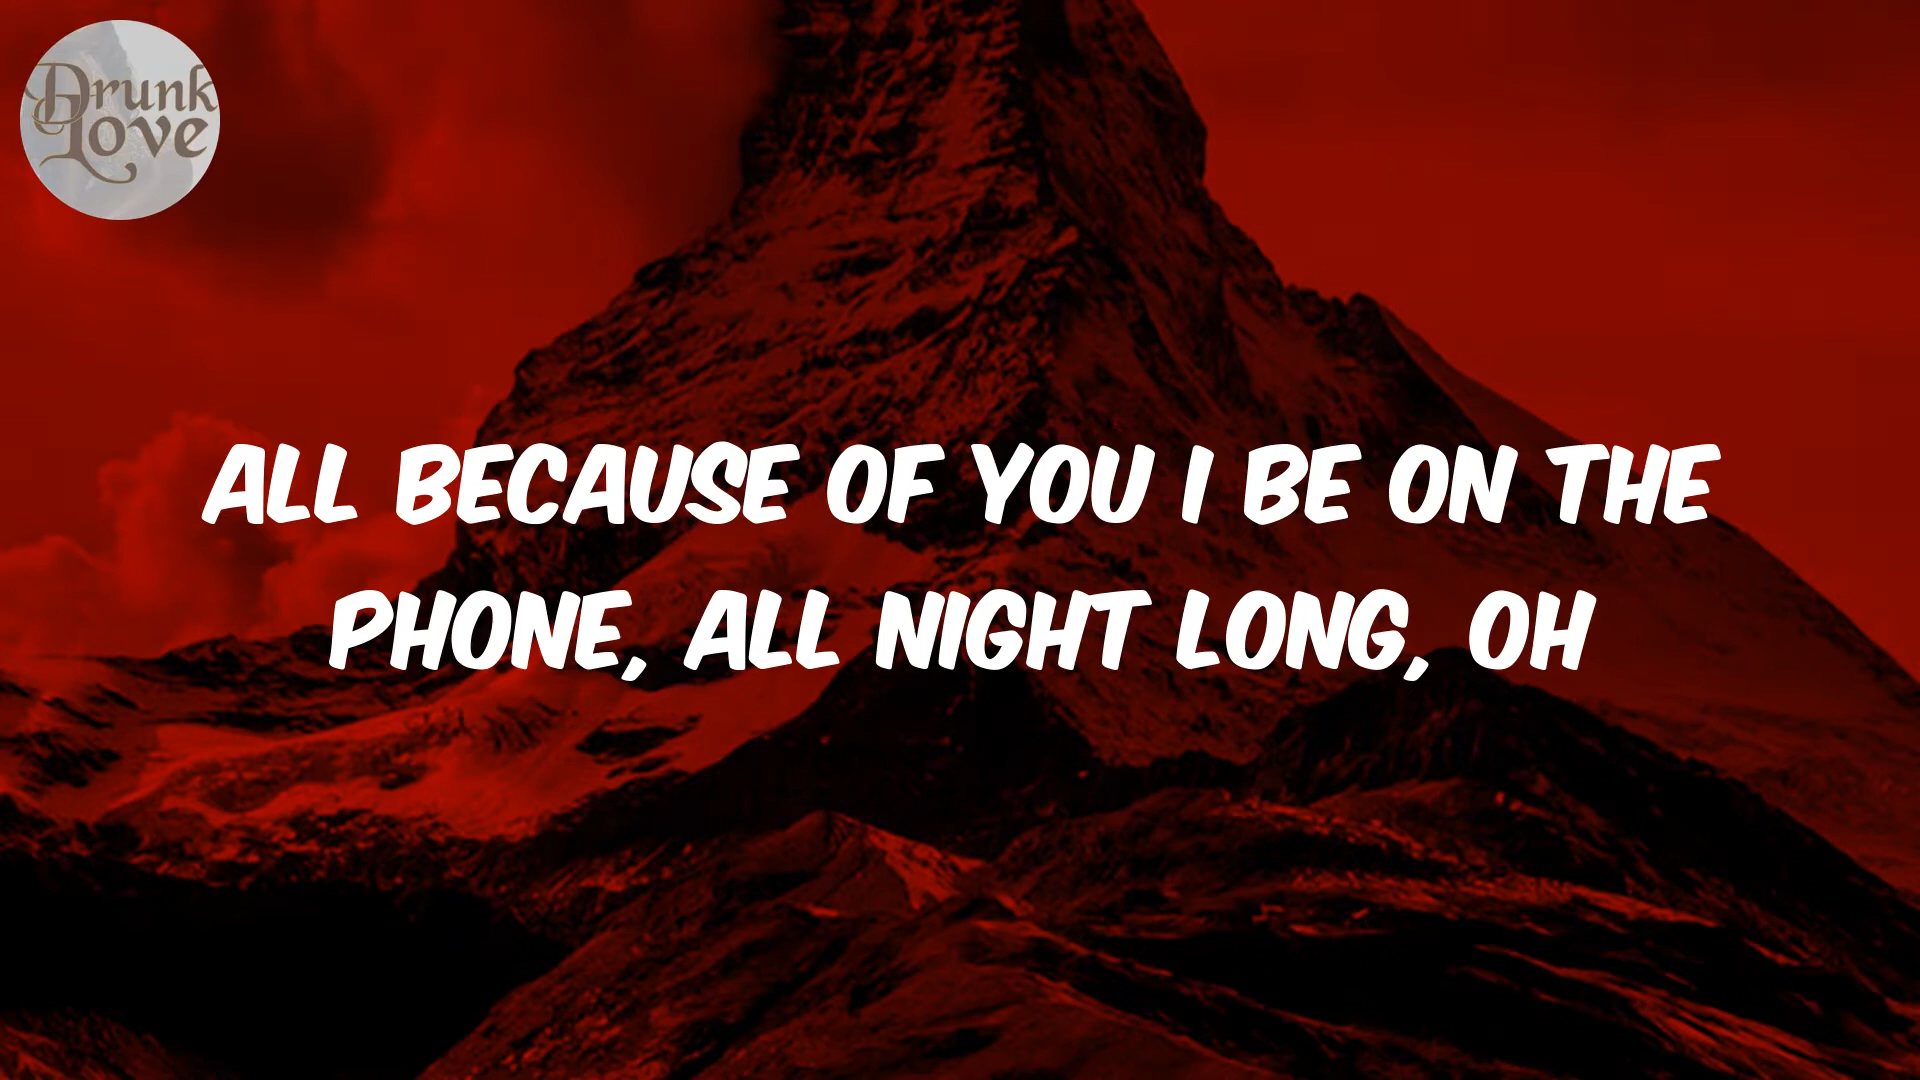 Drunk
Love
ALL BECAUSE OF YOU I BE ON THE
PHONE, ALL NIGHT LONG, OH